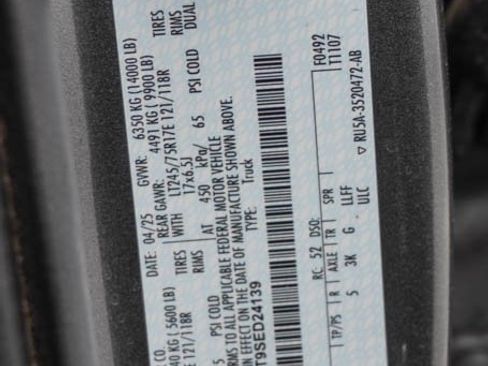 CO.
DATE: 04/25 GVWR: 6350 KG (14000 LB)
40 KG ( 5600 LB) REAR GAWR: 4491 KG ( 9900 LB)
E 121/118R TIRES WITH LT245/75R17E 121/118R TIRES
RIMS 17x6.5J RIMS
5 PSI COLD AT 450 kPa/ 65 PSI COLD DUAL
RMS TO ALL APPLICABLE FEDERAL MOTOR VEHICLE
IN EFFECT ON THE DATE OF MANUFACTURE SHOWN ABOVE.
T9SED24139 TYPE: Truck
RC: 52 DSO: F0492
T1107
TP/PS R AXLE TR SPR
5 3K G LLFF
ULC ▽ RU5A-3520472-AB